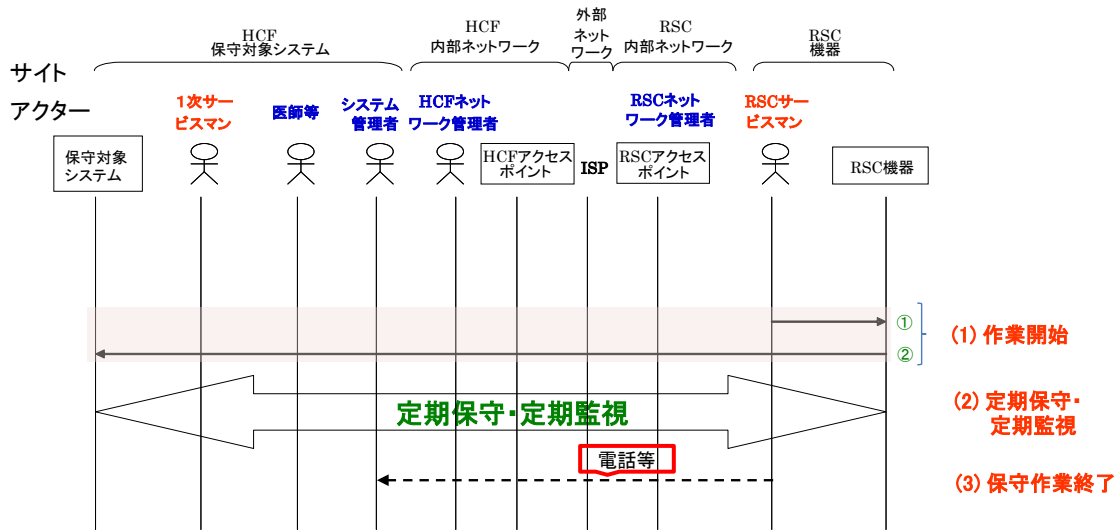 HCF
保守対象システム
HCF
内部ネットワーク
外部
ネット
ワーク
RSC
内部ネットワーク
RSC
機器
サイト
アクター
1次サー
ビスマン
医師等
システム
管理者
HCFネット
ワーク管理者
RSCネット
ワーク管理者
RSCサー
ビスマン
保守対象
システム
HCFアクセス
ポイント
ISP
RSCアクセス
ポイント
RSC機器
①
②
(1) 作業開始
定期保守・定期監視
(2) 定期保守・
定期監視
電話等
(3) 保守作業終了